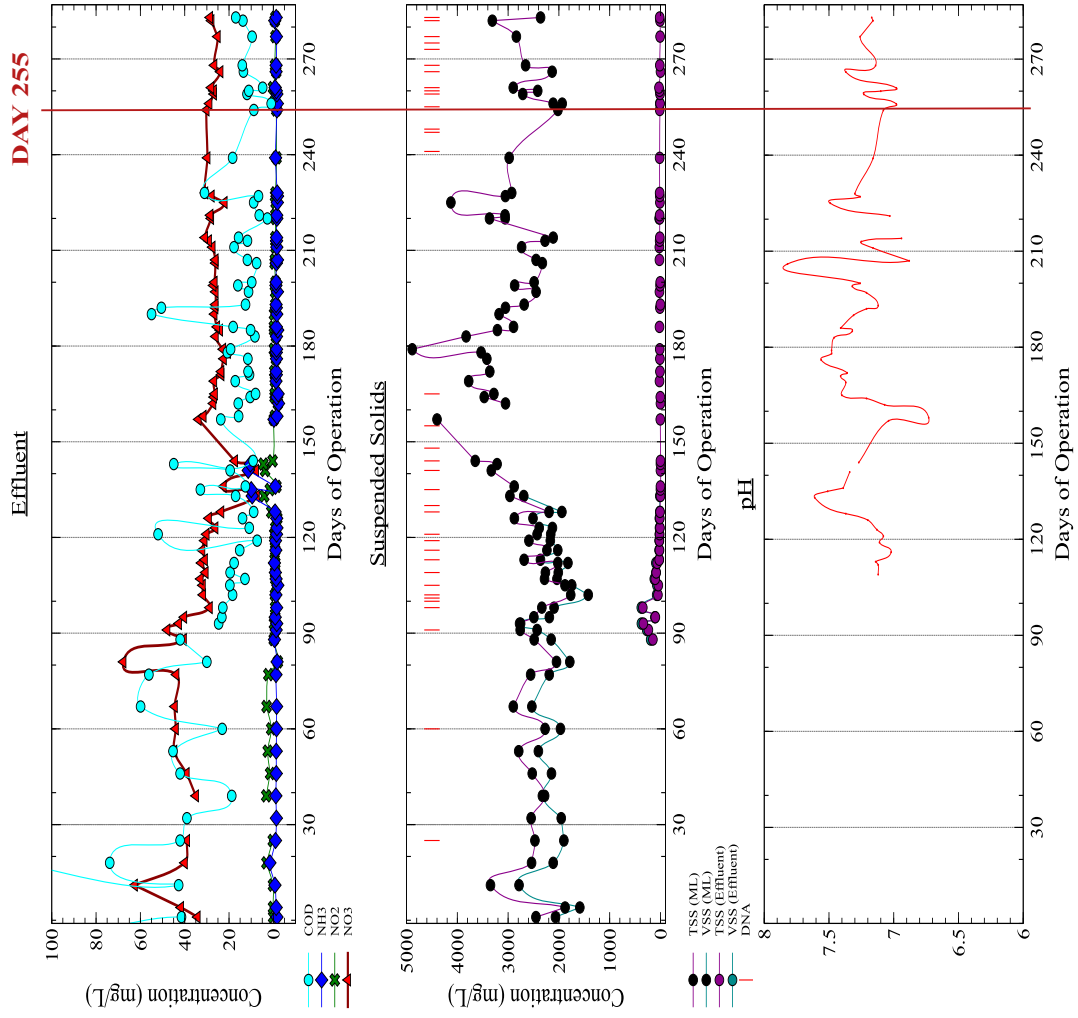 DAY 255
Effluent
Concentration (mg/L)
100
80
60
40
20
0
30
60
90
120
150
180
210
240
270
Days of Operation
COD
NH3
NO2
NO3
Suspended Solids
Concentration (mg/L)
5000
4000
3000
2000
1000
0
30
60
90
120
150
180
210
240
270
Days of Operation
TSS (ML)
VSS (ML)
TSS (Effluent)
VSS (Effluent)
DNA
pH
8
7.5
7
6.5
6
30
60
90
120
150
180
210
240
270
Days of Operation